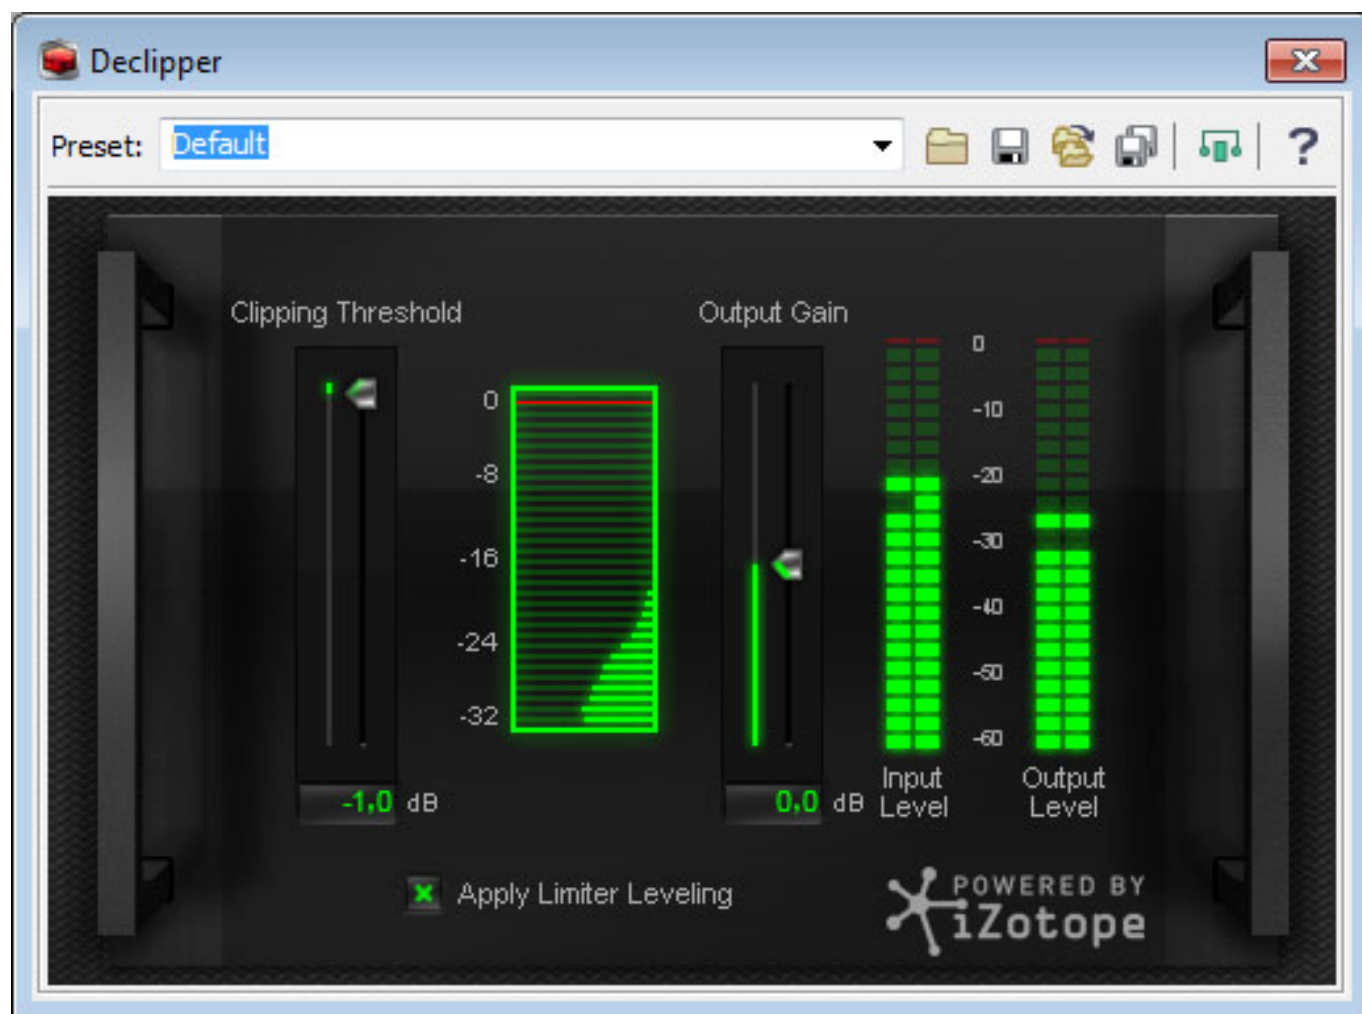 Declipper
Preset: Default
?
Clipping Threshold
Output Gain
0
-8
-16
-24
-32
0
-10
-20
-30
-40
-50
-60
-1,0 dB
0,0 dB
Input Level
Output Level
Apply Limiter Leveling
POWERED BY
iZotope